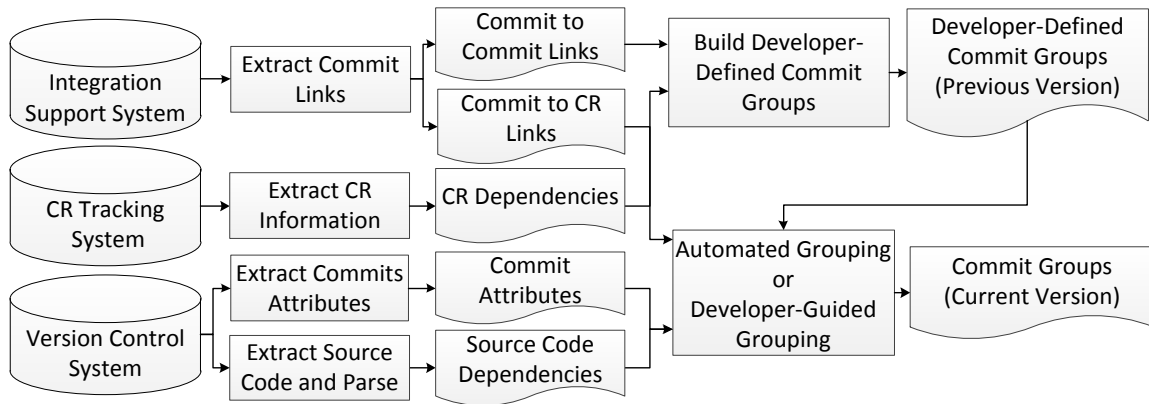 Integration
Support System
Extract Commit
Links
Commit to
Commit Links
Commit to CR
Links
Build Developer-
Defined Commit
Groups
Developer-Defined
Commit Groups
(Previous Version)
CR Tracking
System
Extract CR
Information
CR Dependencies
Version Control
System
Extract Commits
Attributes
Commit
Attributes
Extract Source
Code and Parse
Source Code
Dependencies
Automated Grouping
or
Developer-Guided
Grouping
Commit Groups
(Current Version)